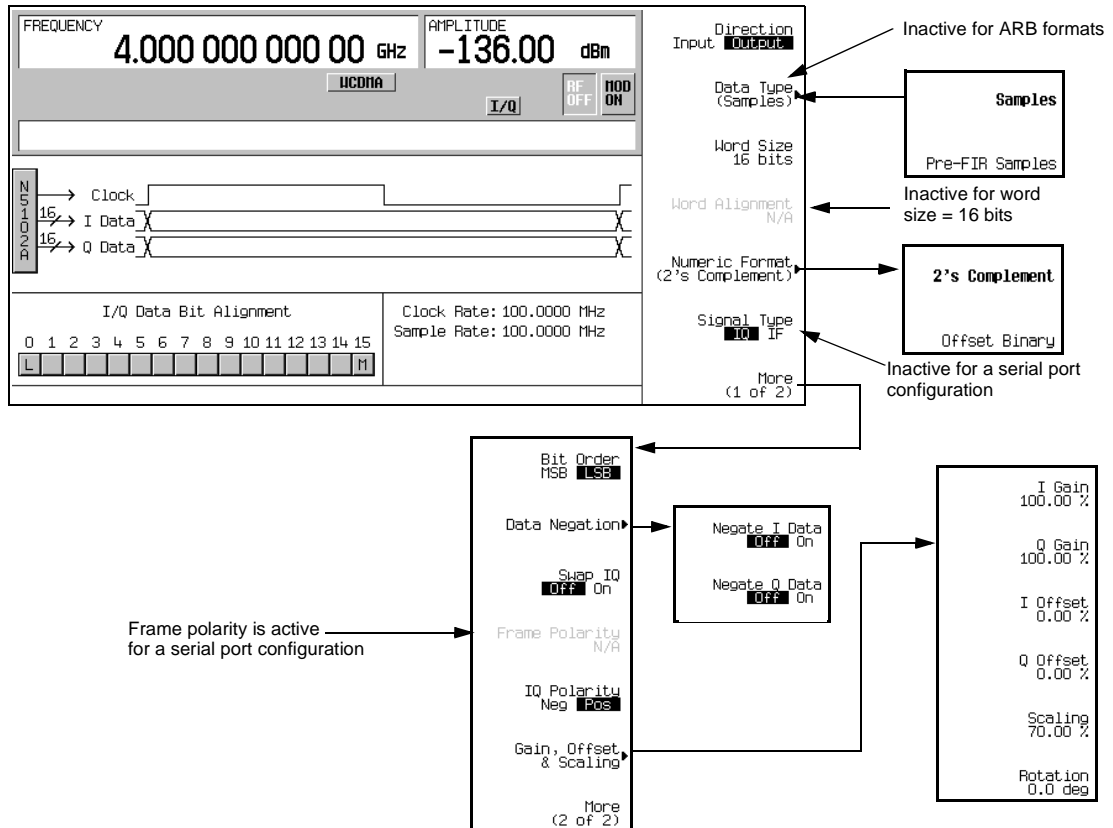 FREQUENCY
4.000 000 000 00 GHz
AMPLITUDE
-136.00 dBm
WCDMA
I/Q
RF OFF
MOD ON
N5102A
Clock
16 I Data
16 Q Data
I/Q Data Bit Alignment
0 1 2 3 4 5 6 7 8 9 10 11 12 13 14 15
L M
Clock Rate: 100.0000 MHz
Sample Rate: 100.0000 MHz
Direction
Input Output
Data Type
(Samples)
Word Size
16 bits
Word Alignment
N/A
Numeric Format
(2's Complement)
Signal Type
IQ IF
More
(1 of 2)
Inactive for ARB formats
Samples
Pre-FIR Samples
Inactive for word
size = 16 bits
2's Complement
Offset Binary
Inactive for a serial port
configuration
Bit Order
MSB LSB
Data Negation
Swap IQ
Off On
Frame Polarity
N/A
IQ Polarity
Neg Pos
Gain, Offset
& Scaling
More
(2 of 2)
Frame polarity is active
for a serial port configuration
Negate I Data
Off On
Negate Q Data
Off On
I Gain
100.00 %
Q Gain
100.00 %
I Offset
0.00 %
Q Offset
0.00 %
Scaling
70.00 %
Rotation
0.0 deg